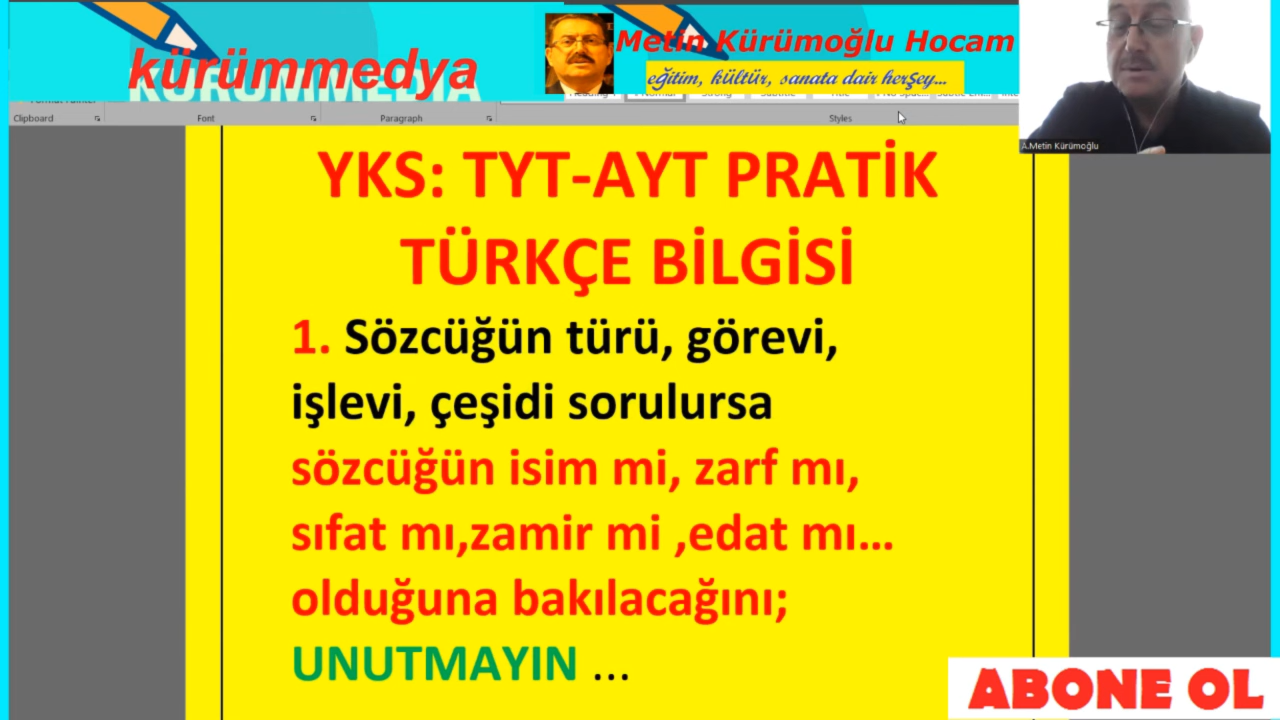 kürümmedya
KÜRÜMMEDIA
Metin Kürümoğlu Hocam
eğitim, kültür, sanata dair herşey...
Clipboard
Font
Paragraph
Styles
A.Metin Kürümoğlu
YKS: TYT-AYT PRATİK
TÜRKÇE BİLGİSİ
1. Sözcüğün türü, görevi,
işlevi, çeşidi sorulursa
sözcüğün isim mi, zarf mı,
sıfat mı,zamir mi ,edat mı...
olduğuna bakılacağını;
UNUTMAYIN ...
ABONE OL